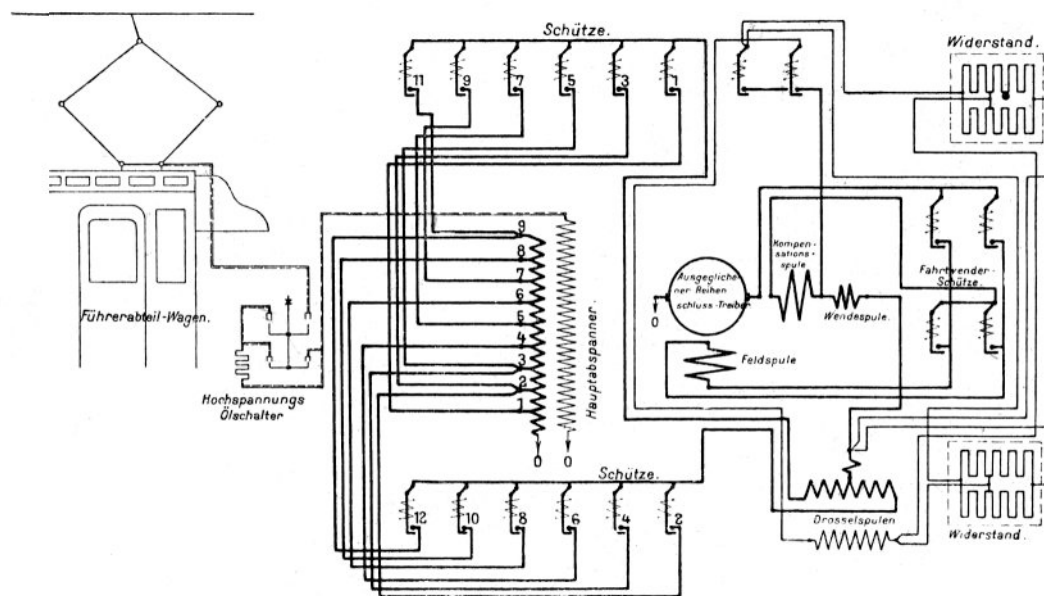 Schütze.
11 9 7 5 3 1
Widerstand.
9
8
7
6
5
4
3
2
1
0 0
Hauptabspanner.
Führerabteil-Wagen.
Hochspannungs
Ölschalter
Ausgegliche-
ner Reihen
schluss-Treiber
0
Kompen-
sations-
spule
Wendespule.
Fahrtwender-
Schütze.
Feldspule
Schütze.
12 10 8 6 4 2
Drosselspulen
Widerstand.